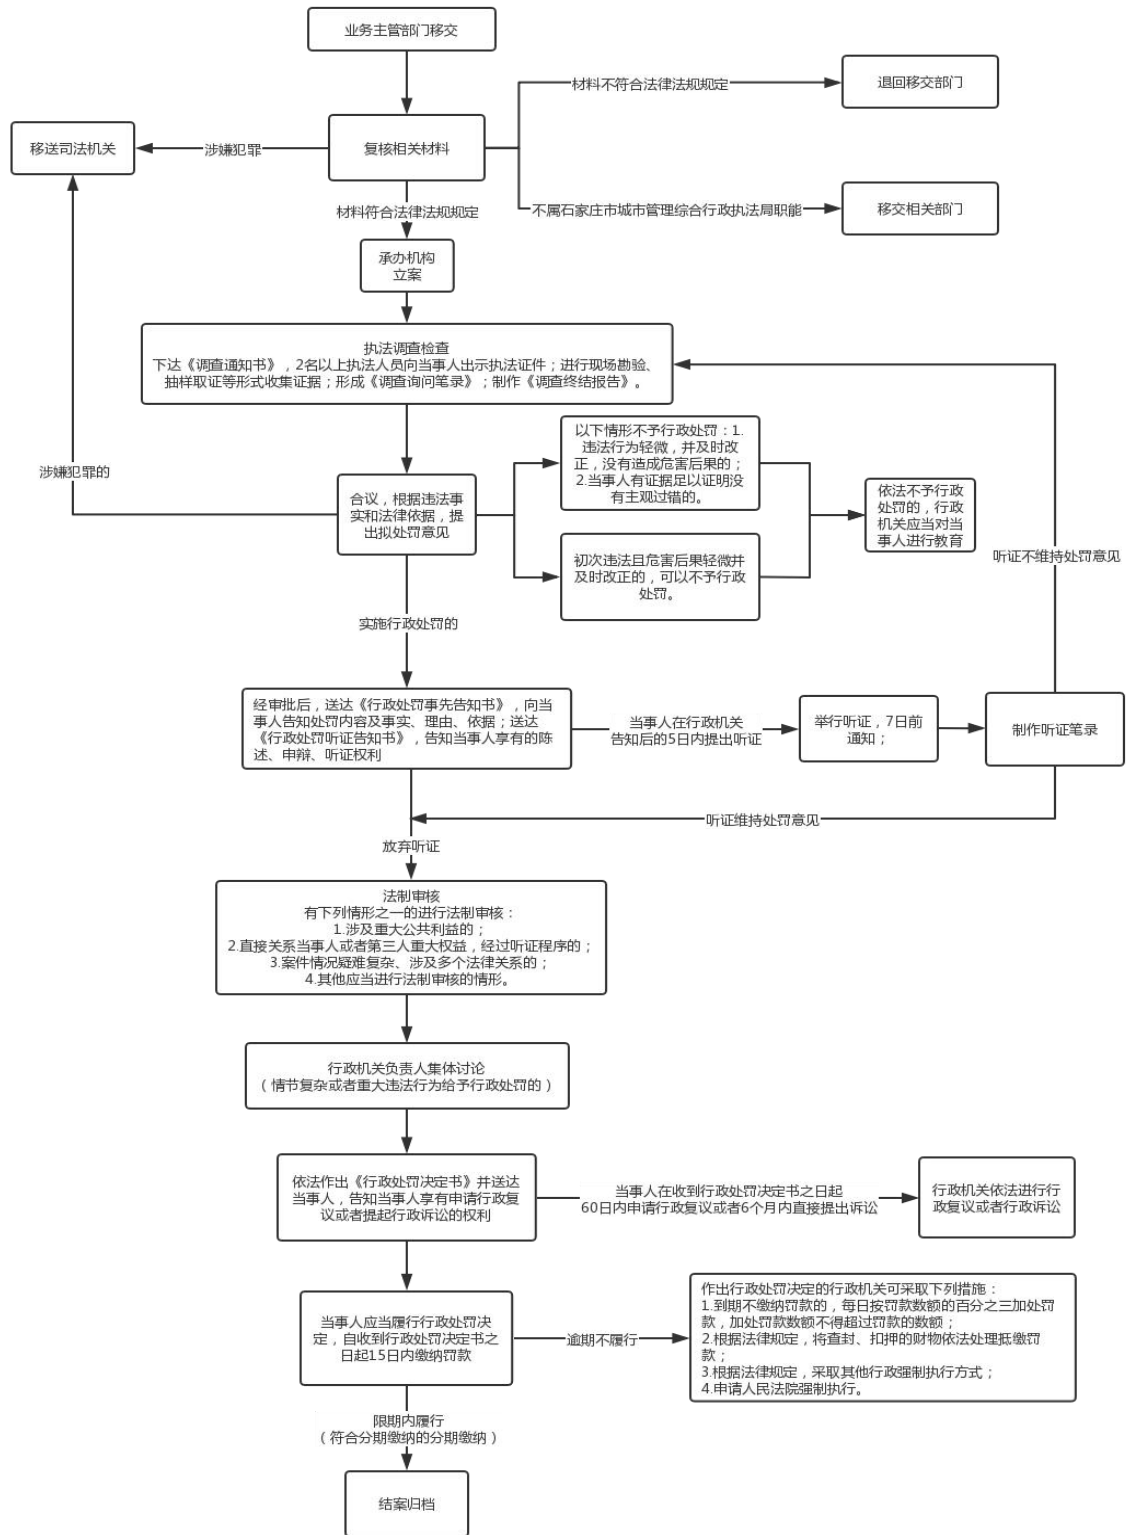 业务主管部门移交
材料不符合法律法规规定
退回移交部门
移送司法机关
涉嫌犯罪
复核相关材料
材料符合法律法规规定
不属石家庄市城市管理综合行政执法局职能
移交相关部门
承办机构
立案
执法调查检查
下达《调查通知书》，2名以上执法人员向当事人出示执法证件；进行现场勘验、
抽样取证等形式收集证据；形成《调查询问笔录》；制作《调查终结报告》。
涉嫌犯罪的
合议，根据违法事
实和法律依据，提
出拟处罚意见
以下情形不予行政处罚：1.
违法行为轻微，并及时改
正，没有造成危害后果的；
2.当事人有证据足以证明没
有主观过错的。
初次违法且危害后果轻微并
及时改正的，可以不予行政
处罚。
依法不予行政
处罚的，行政
机关应当对当
事人进行教育
听证不维持处罚意见
实施行政处罚的
经审批后，送达《行政处罚事先告知书》，向当
事人告知处罚内容及事实、理由、依据；送达
《行政处罚听证告知书》，告知当事人享有的陈
述、申辩、听证权利
当事人在行政机关
告知后的5日内提出听证
举行听证，7日前
通知；
制作听证笔录
听证维持处罚意见
放弃听证
法制审核
有下列情形之一的进行法制审核：
1.涉及重大公共利益的；
2.直接关系当事人或者第三人重大权益，经过听证程序的；
3.案件情况疑难复杂、涉及多个法律关系的；
4.其他应当进行法制审核的情形。
行政机关负责人集体讨论
（情节复杂或者重大违法行为给予行政处罚的）
依法作出《行政处罚决定书》并送达
当事人，告知当事人享有申请行政复
议或者提起行政诉讼的权利
当事人在收到行政处罚决定书之日起
60日内申请行政复议或者6个月内直接提出诉讼
行政机关依法进行行
政复议或者行政诉讼
当事人应当履行行政处罚决
定，自收到行政处罚决定书之
日起15日内缴纳罚款
逾期不履行
作出行政处罚决定的行政机关可采取下列措施：
1.到期不缴纳罚款的，每日按罚款数额的百分之三加处罚
款，加处罚款数额不得超过罚款的数额；
2.根据法律规定，将查封、扣押的财物依法处理抵缴罚
款；
3.根据法律规定，采取其他行政强制执行方式；
4.申请人民法院强制执行。
限期内履行
（符合分期缴纳的分期缴纳）
结案归档